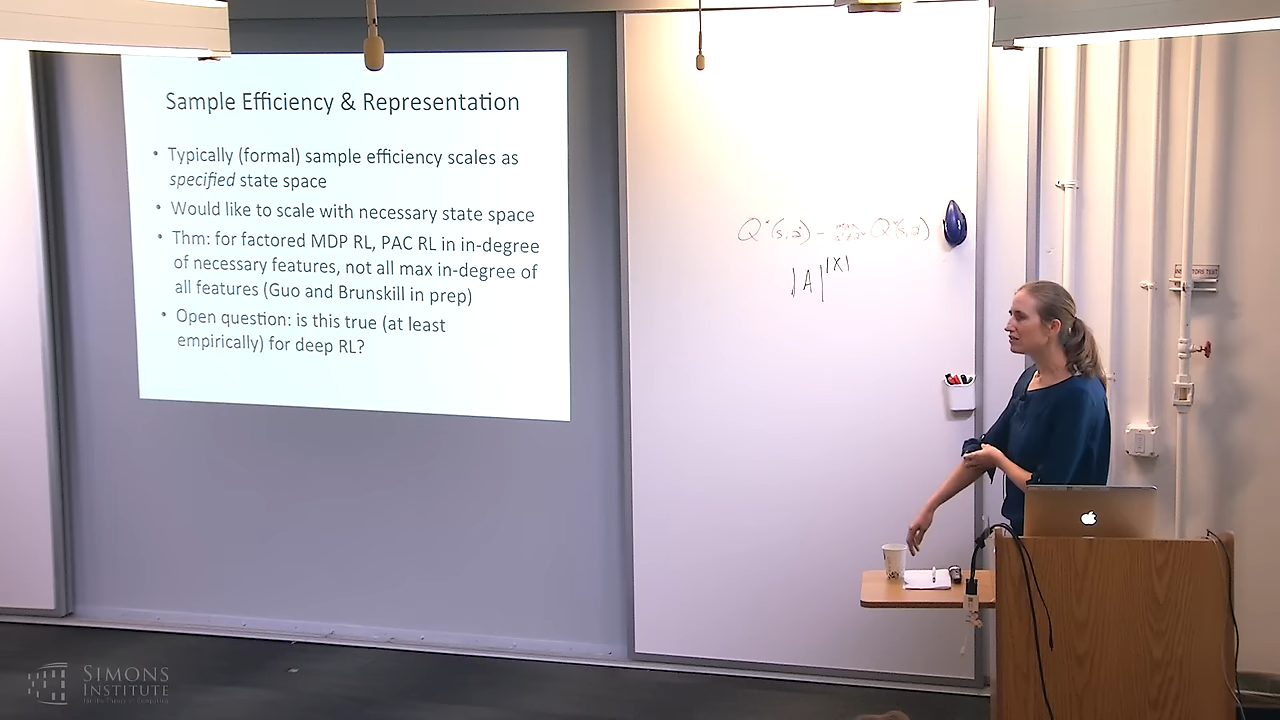 Sample Efficiency & Representation
• Typically (formal) sample efficiency scales as
specified state space
• Would like to scale with necessary state space
• Thm: for factored MDP RL, PAC RL in in-degree
of necessary features, not all max in-degree of
all features (Guo and Brunskill in prep)
• Open question: is this true (at least
empirically) for deep RL?
|A|^|X|
SIMONS
INSTITUTE